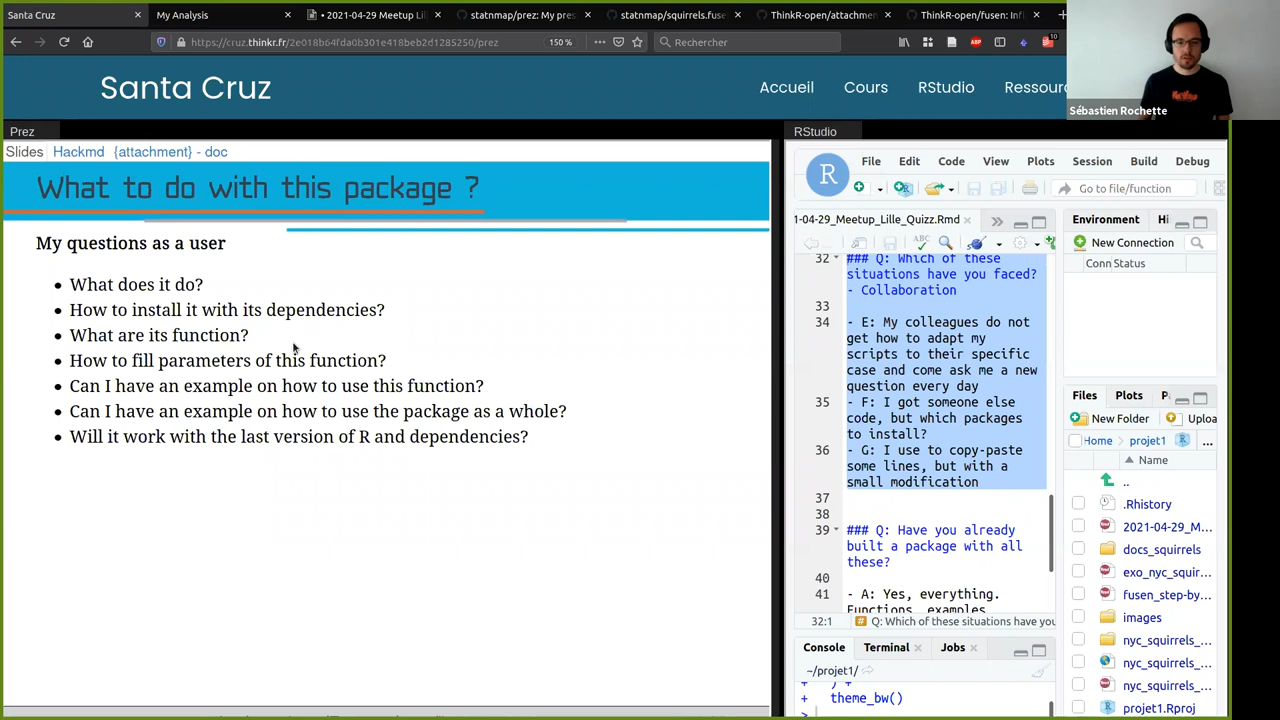 Santa Cruz
My Analysis
• 2021-04-29 Meetup Lil
statnmap/prez: My pres
statnmap/squirrels.fuse
ThinkR-open/attachment
ThinkR-open/fusen: Infl
https://cruz.thinkr.fr/2e018b64fda0b301e418beb2d1285250/prez
150 %
Rechercher
ABP
10
Santa Cruz
Accueil
Cours
RStudio
Ressour
Sébastien Rochette
Prez
Slides
Hackmd
{attachment} - doc
What to do with this package ?
My questions as a user
• What does it do?
• How to install it with its dependencies?
• What are its function?
• How to fill parameters of this function?
• Can I have an example on how to use this function?
• Can I have an example on how to use the package as a whole?
• Will it work with the last version of R and dependencies?
RStudio
R
File
Edit
Code
View
Plots
Session
Build
Debug
Go to file/function
1-04-29_Meetup_Lille_Quizz.Rmd
ABC
32 ### Q: Which of these
situations have you faced?
- Collaboration
33
34 - E: My colleagues do not
get how to adapt my
scripts to their specific
case and come ask me a new
question every day
35 - F: I got someone else
code, but which packages
to install?
36 - G: I use to copy-paste
some lines, but with a
small modification
37
38
39 ### Q: Have you already
built a package with all
these?
40
41 - A: Yes, everything.
Functions, examples
32:1
Q: Which of these situations have you
Console
Terminal
Jobs
~/projet1/
+ ) +
+ theme_bw()
>
Environment
Hi
New Connection
Conn Status
Files
Plots
P
New Folder
Uploa
Home
projet1
...
Name
..
.Rhistory
2021-04-29_M...
docs_squirrels
exo_nyc_squir...
fusen_step-by...
images
nyc_squirrels_...
nyc_squirrels_...
nyc_squirrels_...
projet1.Rproj